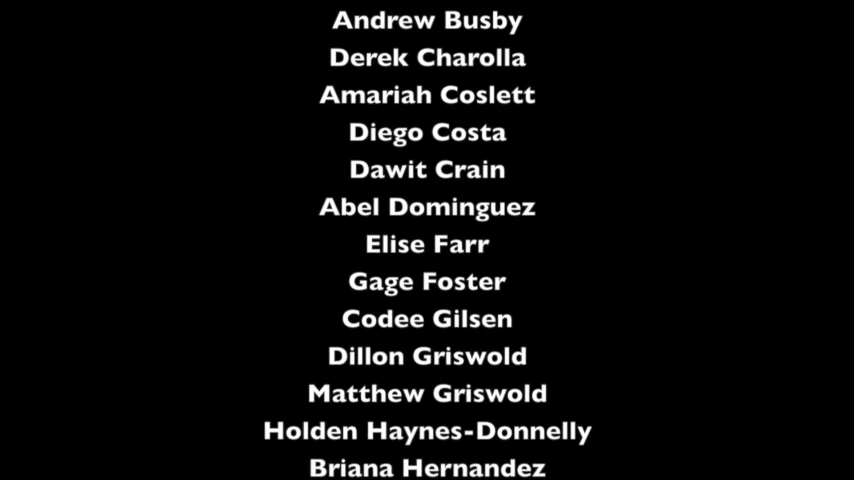 Andrew Busby
Derek Charolla
Amariah Coslett
Diego Costa
Dawit Crain
Abel Dominguez
Elise Farr
Gage Foster
Codee Gilsen
Dillon Griswold
Matthew Griswold
Holden Haynes-Donnelly
Briana Hernandez